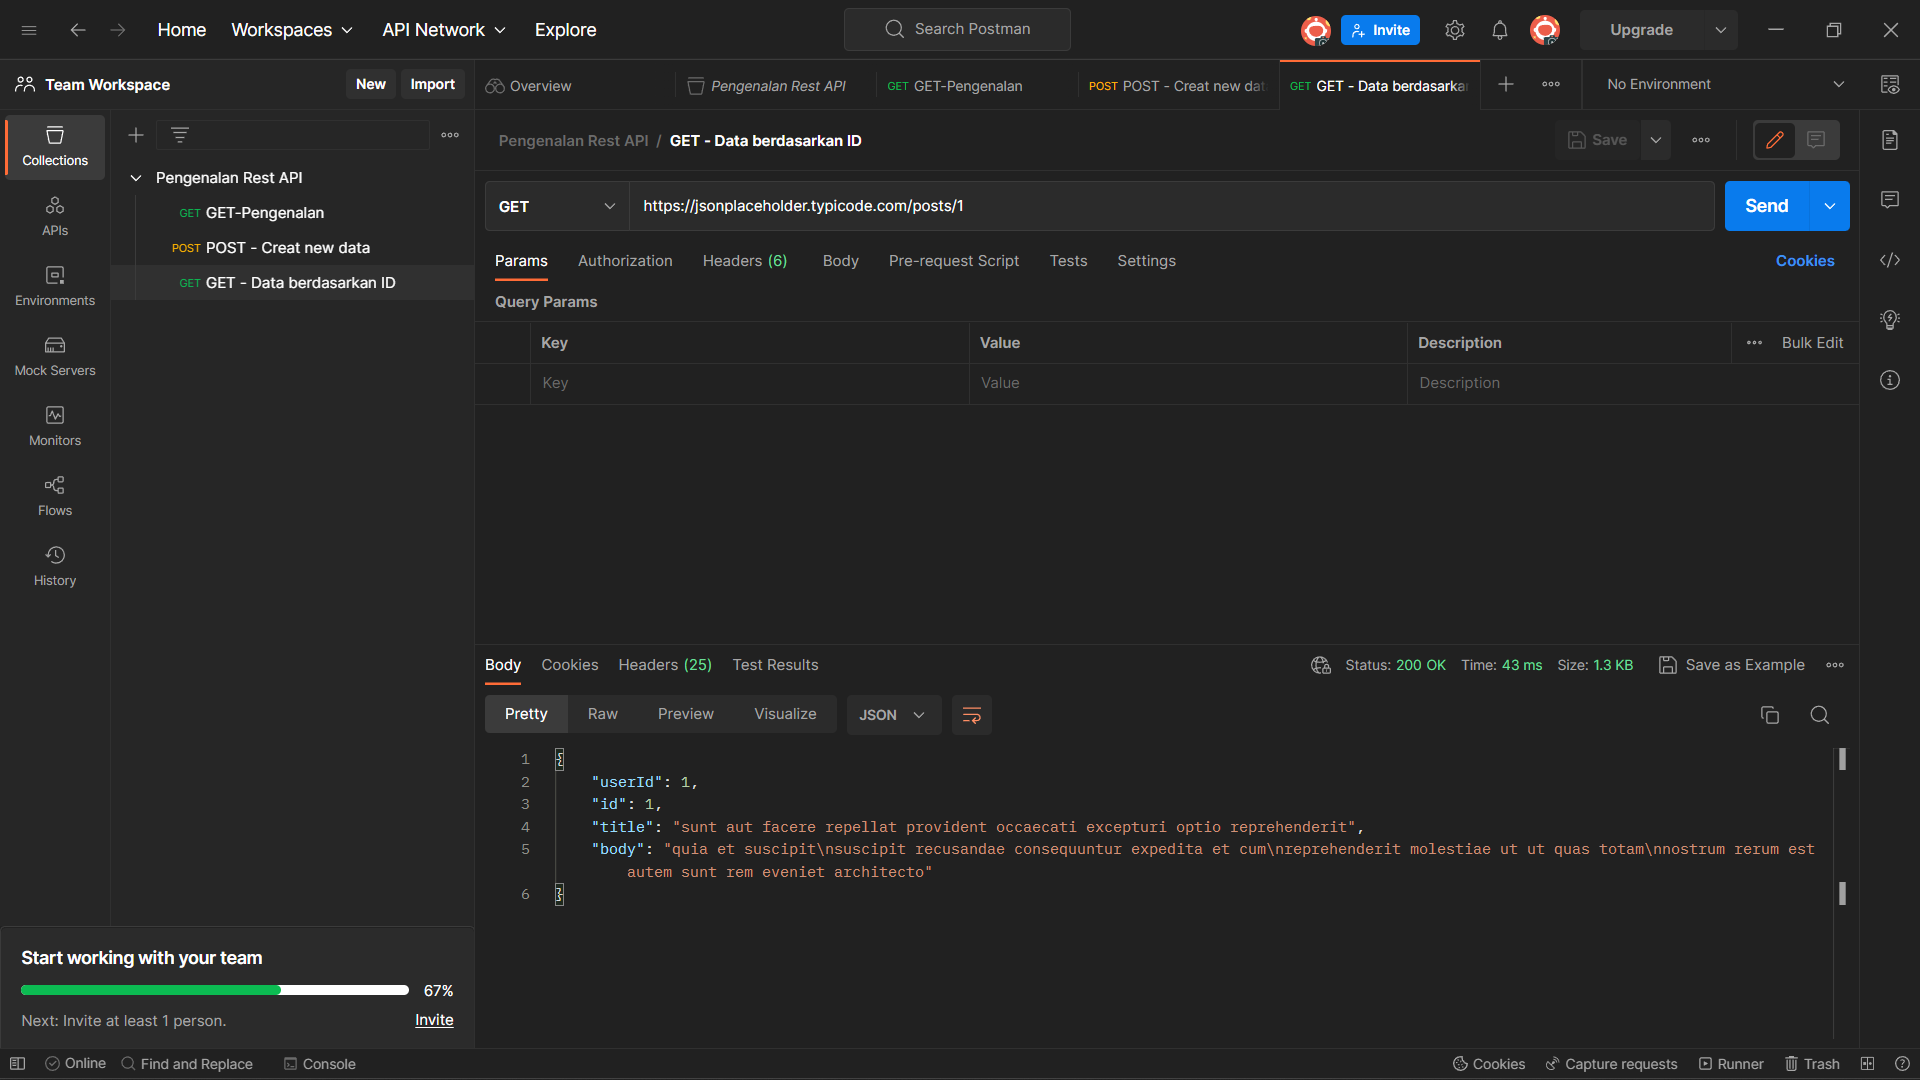 Home Workspaces API Network Explore Search Postman Invite Upgrade
Team Workspace New Import Overview Pengenalan Rest API GET GET-Pengenalan POST POST - Creat new dat GET GET - Data berdasarka No Environment
Pengenalan Rest API / GET - Data berdasarkan ID Save
Collections
APIs
Environments
Mock Servers
Monitors
Flows
History
Pengenalan Rest API
GET GET-Pengenalan
POST POST - Creat new data
GET GET - Data berdasarkan ID
GET https://jsonplaceholder.typicode.com/posts/1 Send
Params Authorization Headers (6) Body Pre-request Script Tests Settings Cookies
Query Params
Key Value Description Bulk Edit
Key Value Description
Body Cookies Headers (25) Test Results Status: 200 OK Time: 43 ms Size: 1.3 KB Save as Example
Pretty Raw Preview Visualize JSON
1 {
2 "userId": 1,
3 "id": 1,
4 "title": "sunt aut facere repellat provident occaecati excepturi optio reprehenderit",
5 "body": "quia et suscipit\nsuscipit recusandae consequuntur expedita et cum\nreprehenderit molestiae ut ut quas totam\nnostrum rerum est
autem sunt rem eveniet architecto"
6 }
Start working with your team
67%
Next: Invite at least 1 person. Invite
Online Find and Replace Console Cookies Capture requests Runner Trash